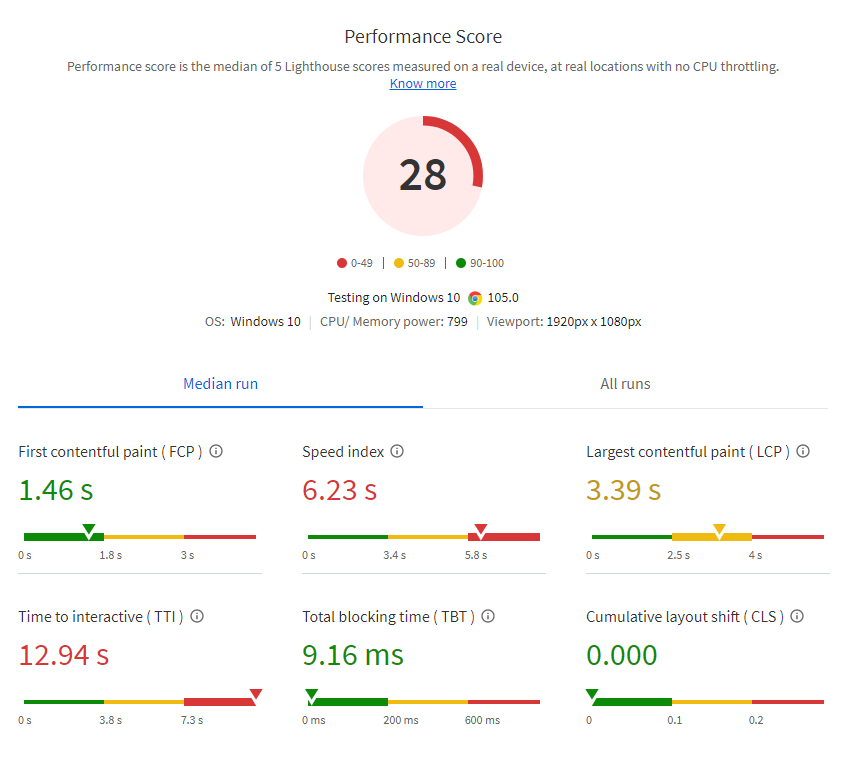 Performance Score
Performance score is the median of 5 Lighthouse scores measured on a real device, at real locations with no CPU throttling.
Know more
28
0-49 | 50-89 | 90-100
Testing on Windows 10 105.0
OS: Windows 10 | CPU/ Memory power: 799 | Viewport: 1920px x 1080px
Median run All runs
First contentful paint ( FCP ) Speed index Largest contentful paint ( LCP )
1.46 s 6.23 s 3.39 s
0 s 1.8 s 3 s 0 s 3.4 s 5.8 s 0 s 2.5 s 4 s
Time to interactive ( TTI ) Total blocking time ( TBT ) Cumulative layout shift ( CLS )
12.94 s 9.16 ms 0.000
0 s 3.8 s 7.3 s 0 ms 200 ms 600 ms 0 0.1 0.2